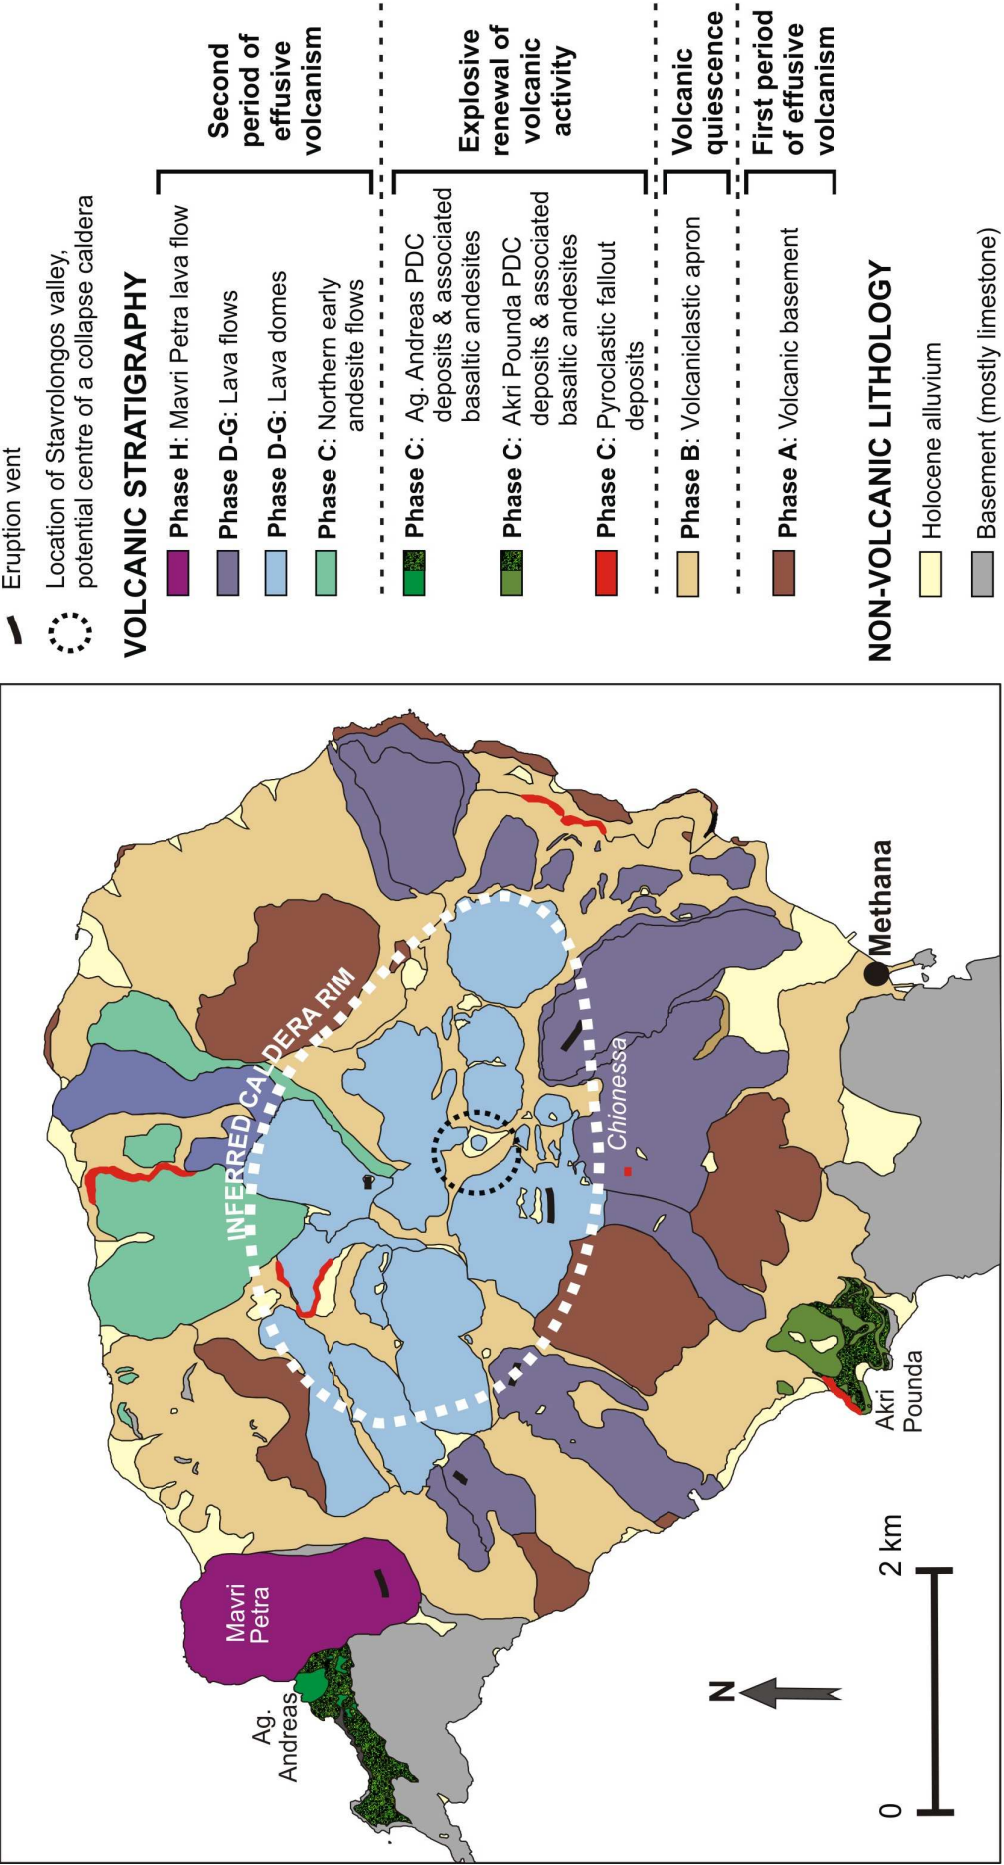 Eruption vent
Location of Stavrolongos valley,
potential centre of a collapse caldera
VOLCANIC STRATIGRAPHY
Phase H: Mavri Petra lava flow
Phase D-G: Lava flows
Phase D-G: Lava domes
Phase C: Northern early
andesite flows
Second
period of
effusive
volcanism
Phase C: Ag. Andreas PDC
deposits & associated
basaltic andesites
Phase C: Akri Pounda PDC
deposits & associated
basaltic andesites
Phase C: Pyroclastic fallout
deposits
Explosive
renewal of
volcanic
activity
Phase B: Volcaniclastic apron
Volcanic
quiescence
Phase A: Volcanic basement
First period
of effusive
volcanism
NON-VOLCANIC LITHOLOGY
Holocene alluvium
Basement (mostly limestone)
INFERRED CALDERA RIM
Mavri
Petra
Ag.
Andreas
Chionessa
Methana
Akri
Pounda
N
0
2 km